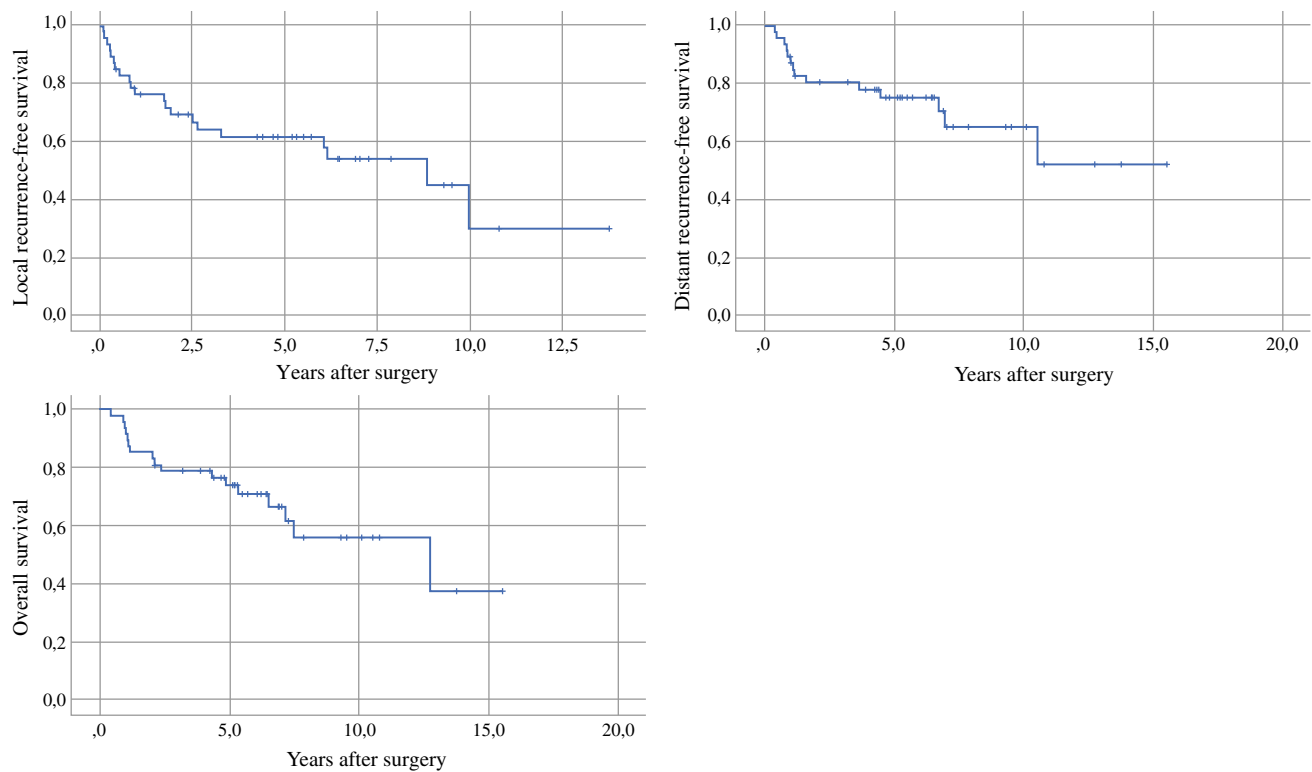 Local recurrence-free survival
1,0
0,8
0,6
0,4
0,2
0,0
,0 2,5 5,0 7,5 10,0 12,5
Years after surgery
Distant recurrence-free survival
1,0
0,8
0,6
0,4
0,2
0,0
,0 5,0 10,0 15,0 20,0
Years after surgery
Overall survival
1,0
0,8
0,6
0,4
0,2
0,0
,0 5,0 10,0 15,0 20,0
Years after surgery